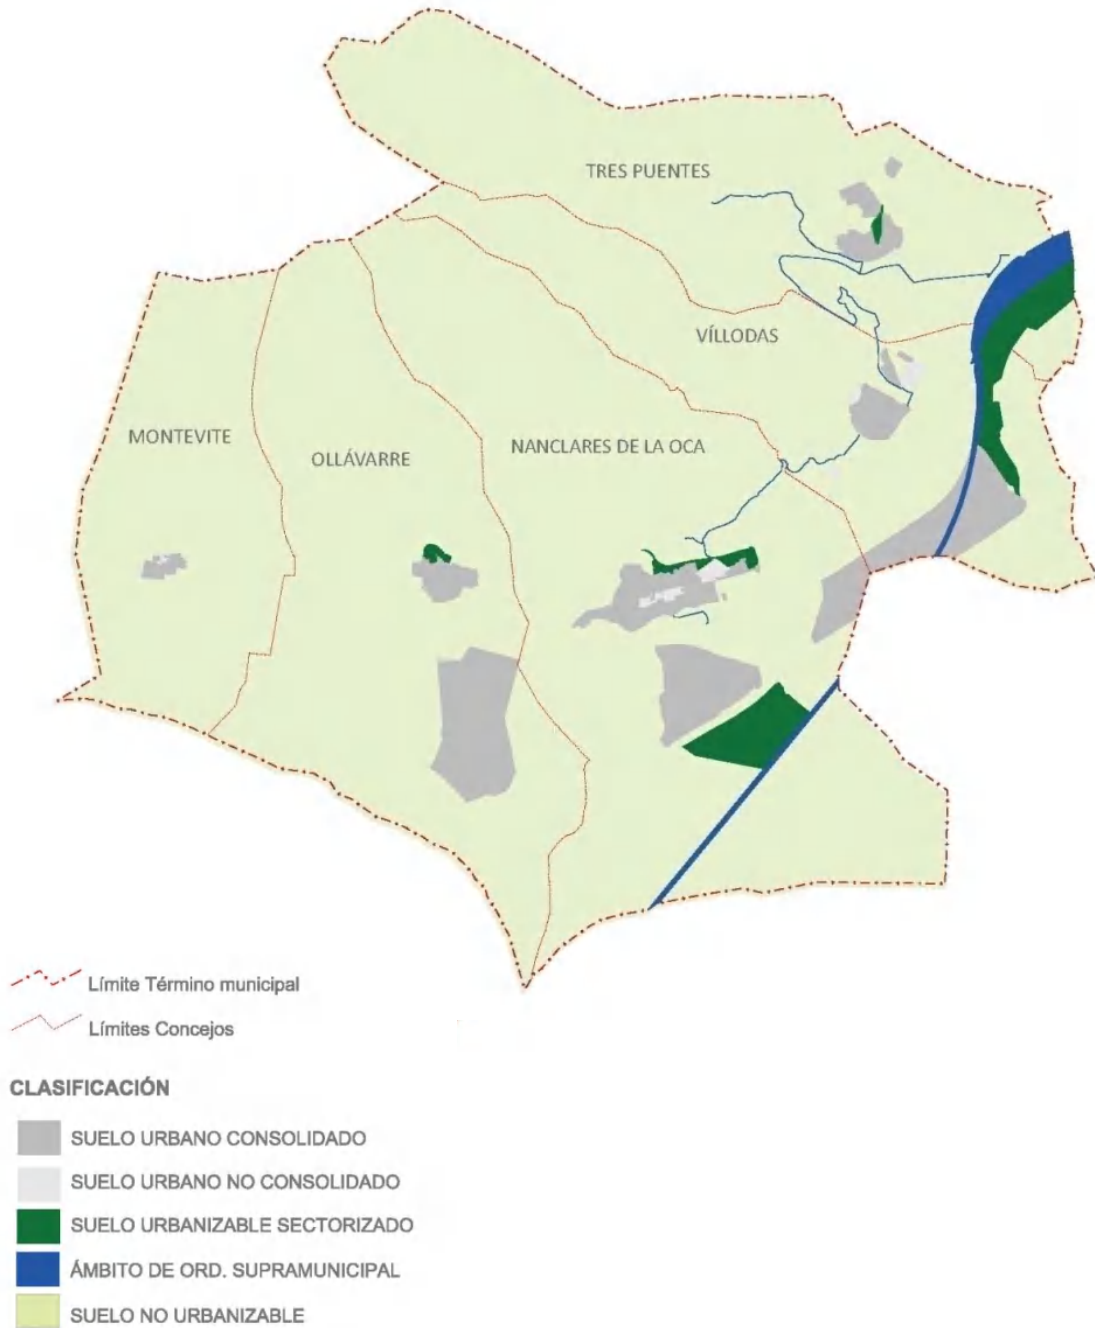 TRES PUENTES
VÍLLODAS
MONTEVITE
OLLÁVARRE
NANCLARES DE LA OCA
Límite Término municipal
Límites Concejos
CLASIFICACIÓN
SUELO URBANO CONSOLIDADO
SUELO URBANO NO CONSOLIDADO
SUELO URBANIZABLE SECTORIZADO
ÁMBITO DE ORD. SUPRAMUNICIPAL
SUELO NO URBANIZABLE